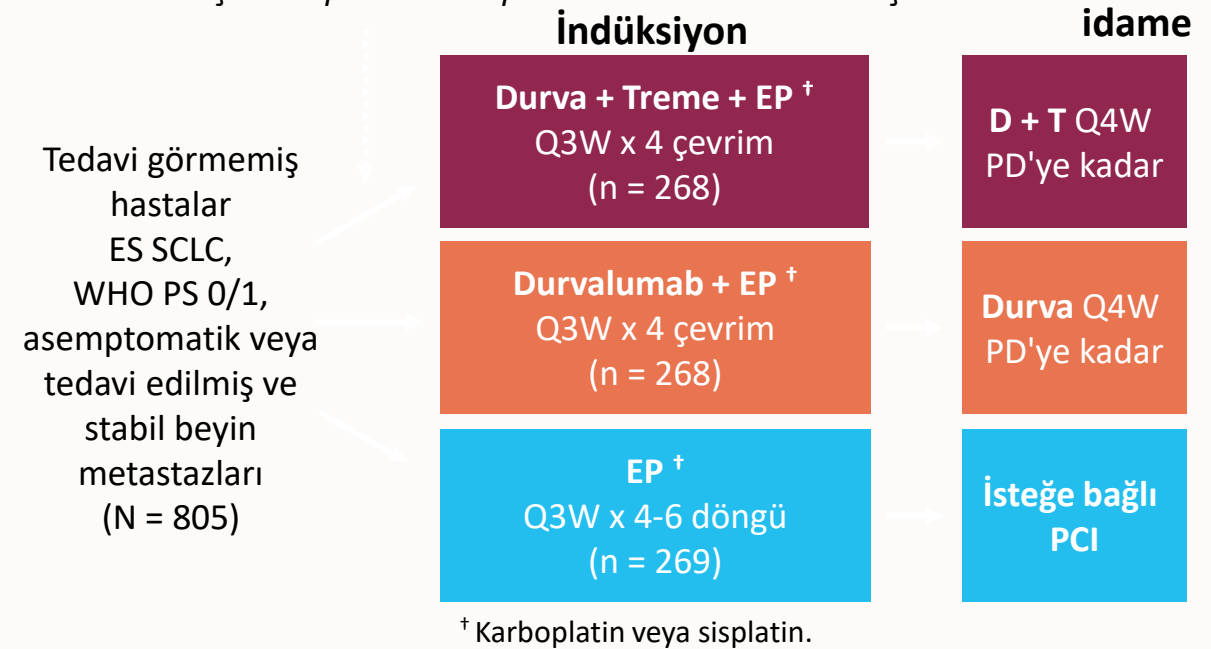 İndüksiyon
idame
Tedavi görmemiş
hastalar
ES SCLC,
WHO PS 0/1,
asemptomatik veya
tedavi edilmiş ve
stabil beyin
metastazları
(N = 805)
Durva + Treme + EP †
Q3W x 4 çevrim
(n = 268)
D + T Q4W
PD'ye kadar
Durvalumab + EP †
Q3W x 4 çevrim
(n = 268)
Durva Q4W
PD'ye kadar
EP †
Q3W x 4-6 döngü
(n = 269)
İsteğe bağlı
PCI
† Karboplatin veya sisplatin.